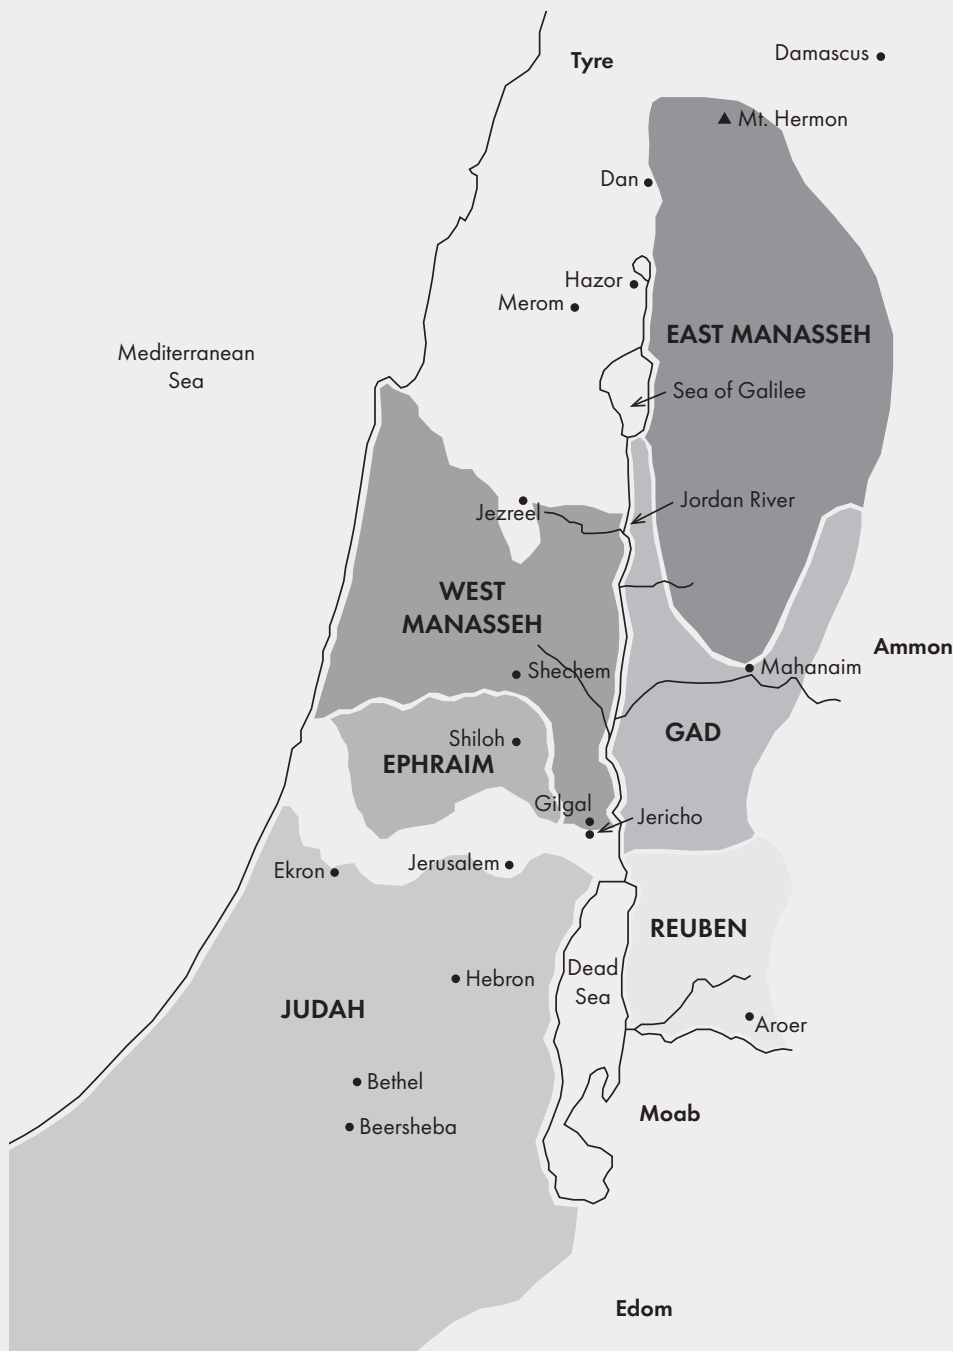 Damascus
Tyre
Mt. Hermon
Dan
Hazor
Merom
EAST MANASSEH
Mediterranean
Sea
Sea of Galilee
Jordan River
Jezreel
WEST
MANASSEH
Ammon
Shechem
Mahanaim
GAD
Shiloh
EPHRAIM
Gilgal
Jericho
Jerusalem
Ekron
REUBEN
Dead
Sea
Hebron
JUDAH
Aroer
Bethel
Moab
Beersheba
Edom